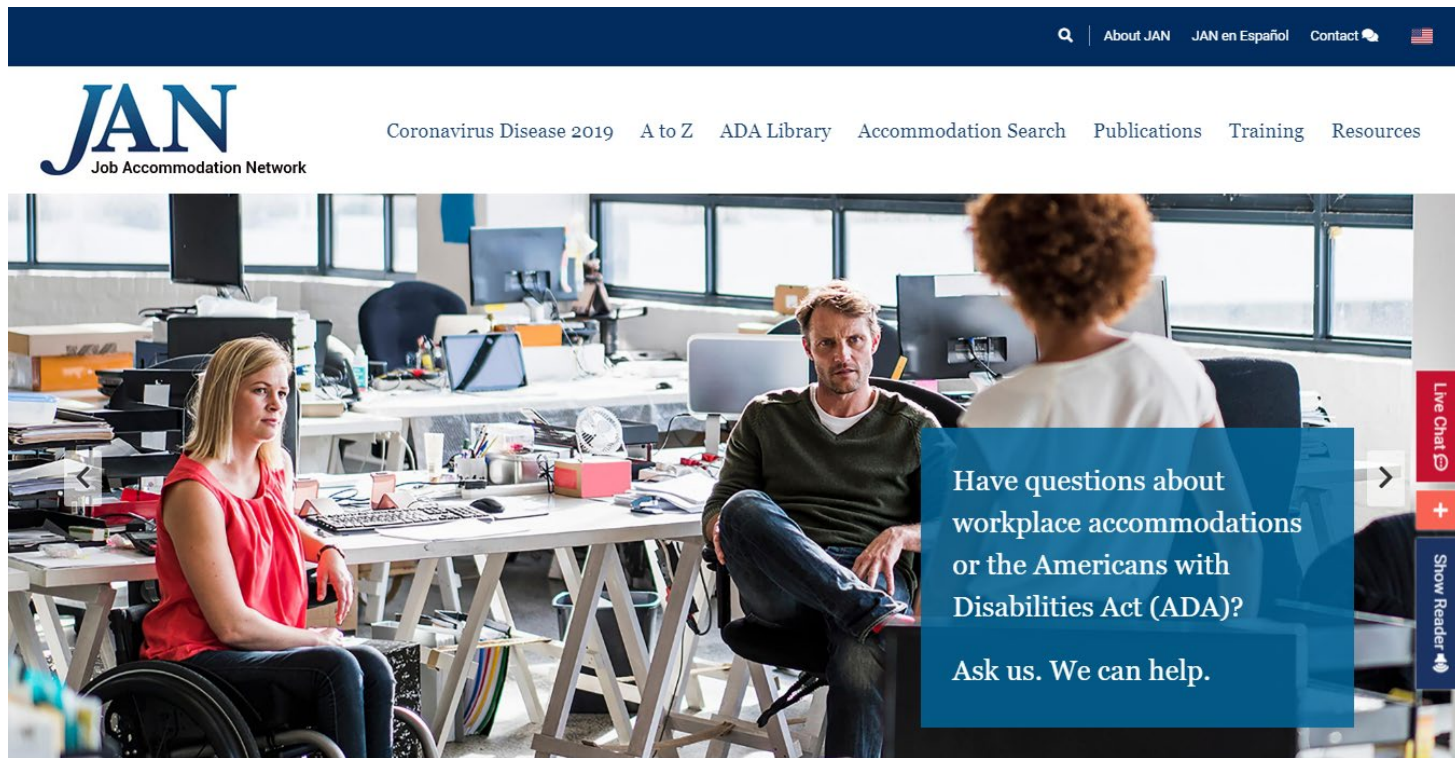 About JAN JAN en Español Contact
JAN
Job Accommodation Network
Coronavirus Disease 2019 A to Z ADA Library Accommodation Search Publications Training Resources
Have questions about
workplace accommodations
or the Americans with
Disabilities Act (ADA)?
Ask us. We can help.
Live Chat
Show Reader